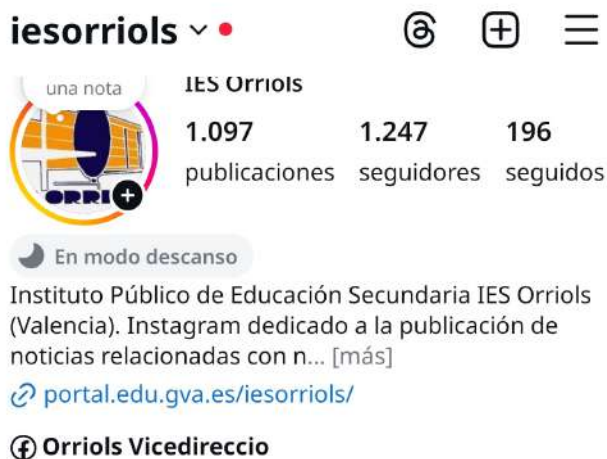 iesorriols
una nota
IES Orriols
1.097 1.247 196
publicaciones seguidores seguidos
ORRI
En modo descanso
Instituto Público de Educación Secundaria IES Orriols
(Valencia). Instagram dedicado a la publicación de
noticias relacionadas con n... [más]
portal.edu.gva.es/iesorriols/
Orriols Vicedireccio